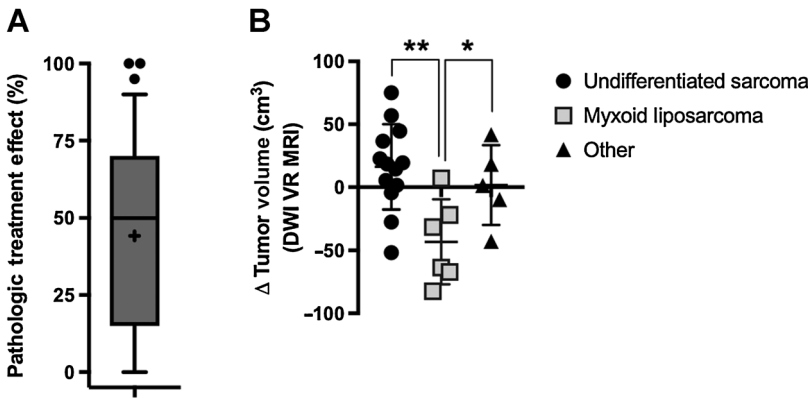 A
Pathologic treatment effect (%)
100
75
50
25
0
B
Δ Tumor volume (cm³)
(DWI VR MRI)
100
50
0
−50
−100
**
*
Undifferentiated sarcoma
Myxoid liposarcoma
Other